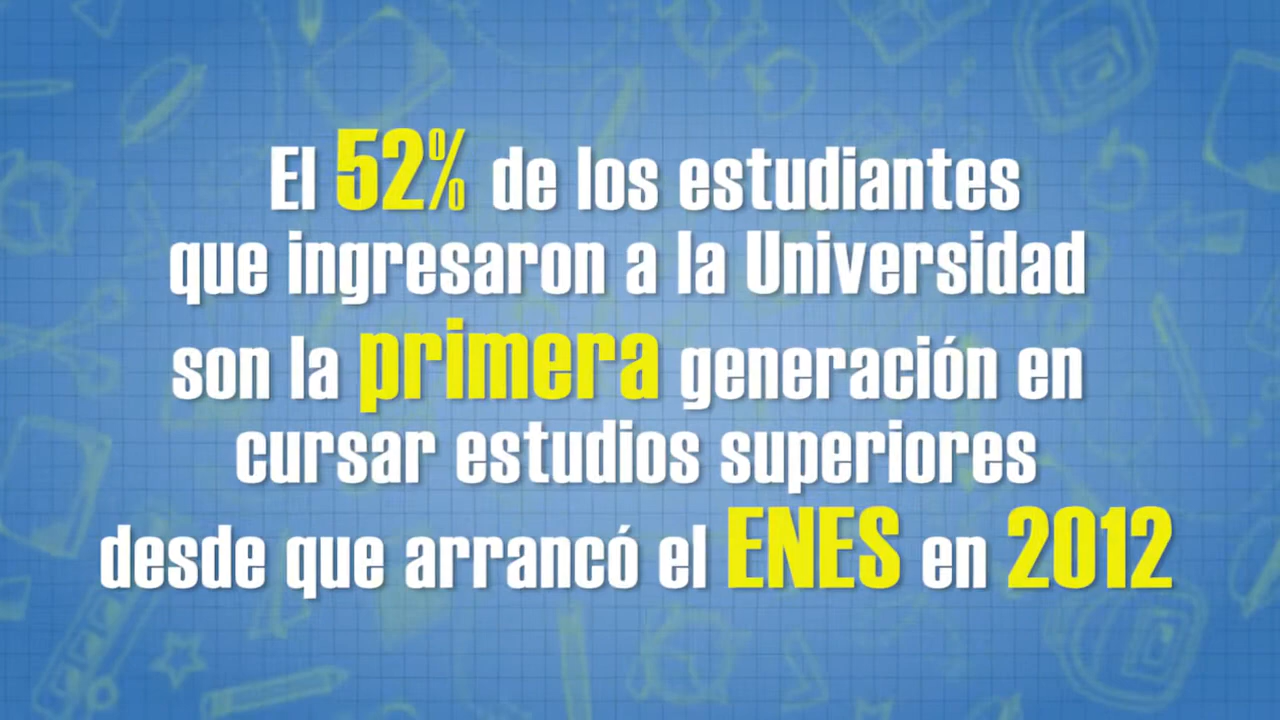 El 52% de los estudiantes
que ingresaron a la Universidad
son la primera generación en
cursar estudios superiores
desde que arrancó el ENES en 2012